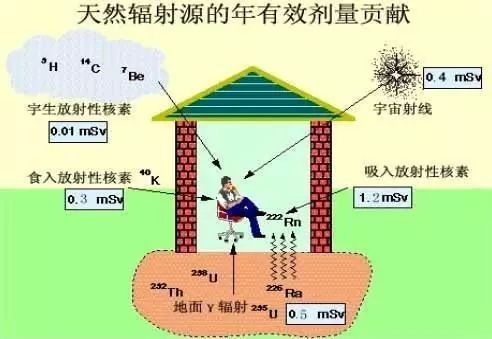 天然辐射源的年有效剂量贡献
³H ¹⁴C ⁷Be
0.4 mSv
宇生放射性核素
宇宙射线
0.01 mSv
食入放射性核素 ⁴⁰K
吸入放射性核素
0.3 mSv
1.2mSv
²²²Rn
²³⁸U
²³²Th
²²⁶Ra
地面γ辐射 ²³⁵U 0.5 mSv